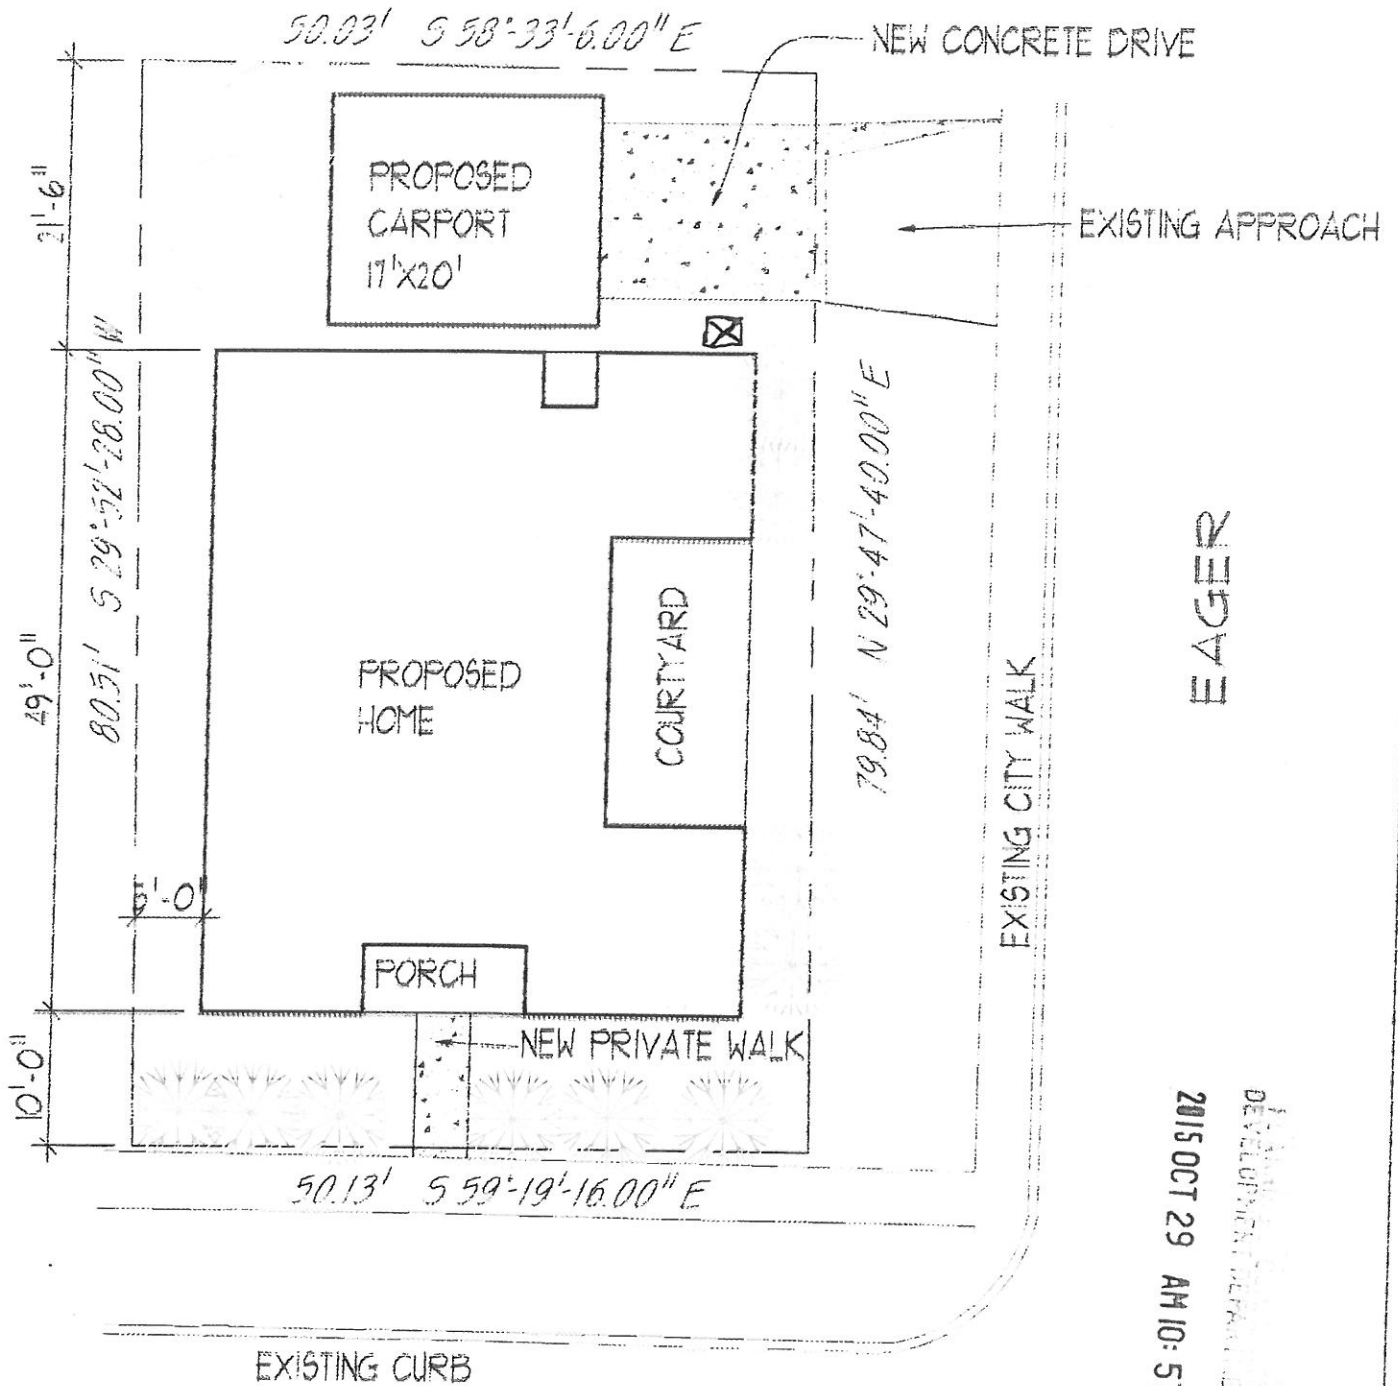 50.03' S 58°-33'-6.00" E
NEW CONCRETE DRIVE
21'-6"
PROPOSED
CARPORT
17'X20'
EXISTING APPROACH
80.51' S 29°-52'-28.00" W
79.84' N 29°-47'-40.00" E
EAGER
49'-0"
PROPOSED
HOME
COURTYARD
EXISTING CITY WALK
5'-0"
PORCH
NEW PRIVATE WALK
10'-0"
50.13' S 59°-19'-16.00" E
EXISTING CURB
DEVELOPMENT
2015 OCT 29 AM 10: 5